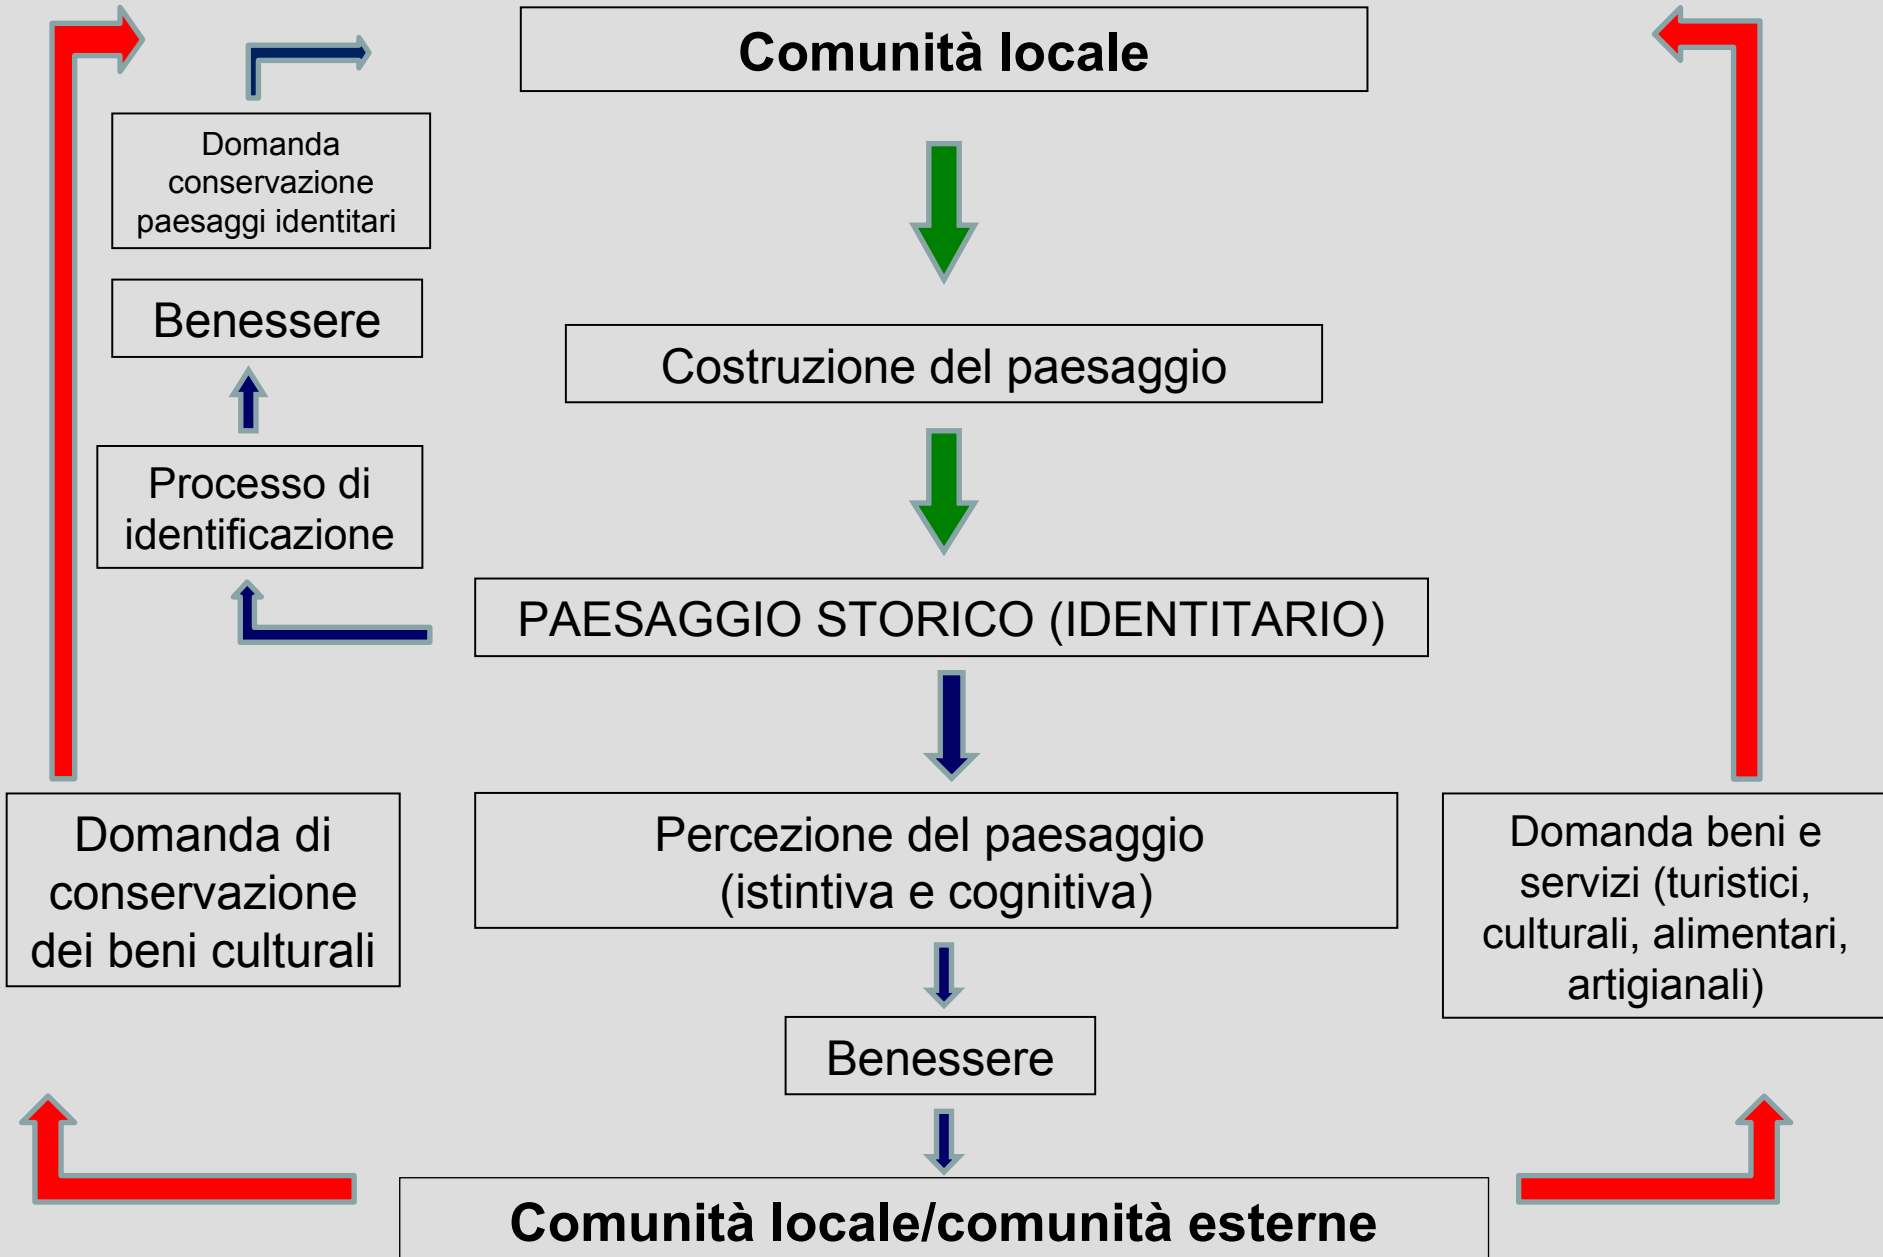 Comunità locale
Domanda
conservazione
paesaggi identitari
Benessere
Costruzione del paesaggio
Processo di
identificazione
PAESAGGIO STORICO (IDENTITARIO)
Domanda di
conservazione
dei beni culturali
Percezione del paesaggio
(istintiva e cognitiva)
Domanda beni e
servizi (turistici,
culturali, alimentari,
artigianali)
Benessere
Comunità locale/comunità esterne